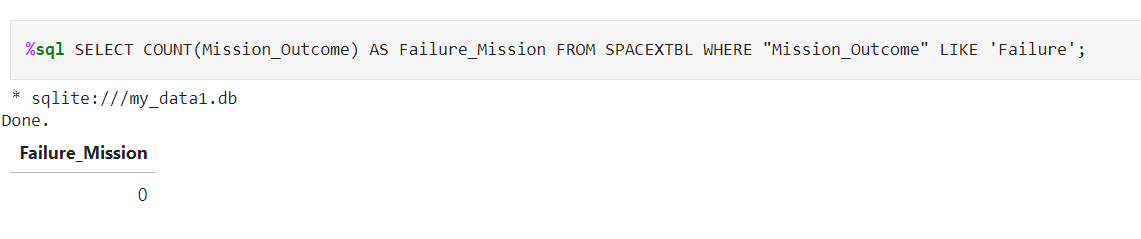 %sql SELECT COUNT(Mission_Outcome) AS Failure_Mission FROM SPACEXTBL WHERE "Mission_Outcome" LIKE 'Failure';
* sqlite:///my_data1.db
Done.
Failure_Mission
0